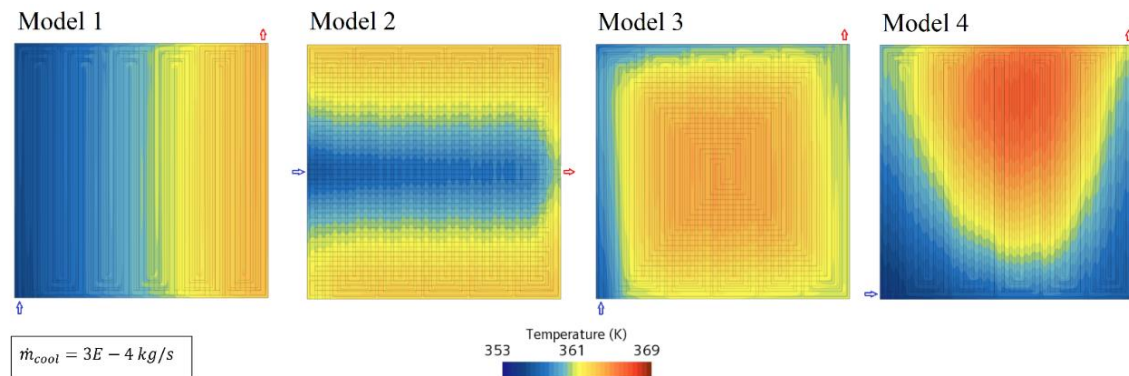 Model 1 Model 2 Model 3 Model 4
ṁ_cool = 3E − 4 kg/s
Temperature (K)
353 361 369